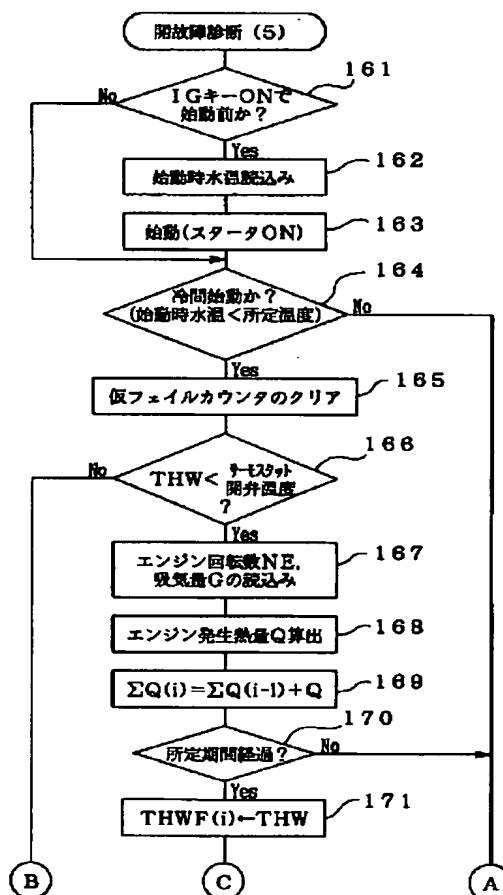 開故障診断 (5)
161
No
IGキーONで
始動前か?
Yes
162
始動時水温読込み
163
始動(スタータON)
164
冷間始動か?
(始動時水温<所定温度)
No
Yes
165
仮フェイルカウンタのクリア
166
No
THW<サーモスタット
開弁温度
?
Yes
167
エンジン回転数NE,
吸気量Gの読込み
168
エンジン発生熱量Q算出
169
ΣQ(i)=ΣQ(i-1)+Q
170
所定期間経過?
No
Yes
171
THWF(i)←THW
B
C
A